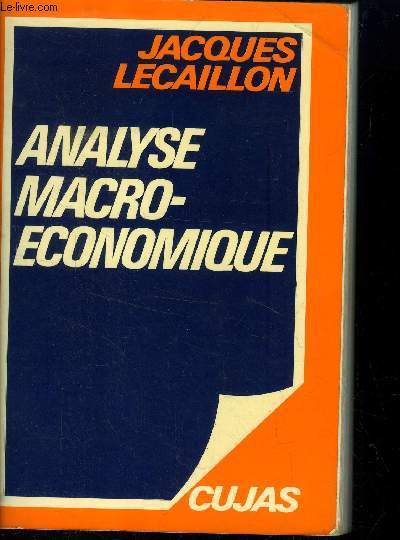 Le-livre.com
JACQUES
LECAILLON
ANALYSE
MACRO-
ECONOMIQUE
CUJAS